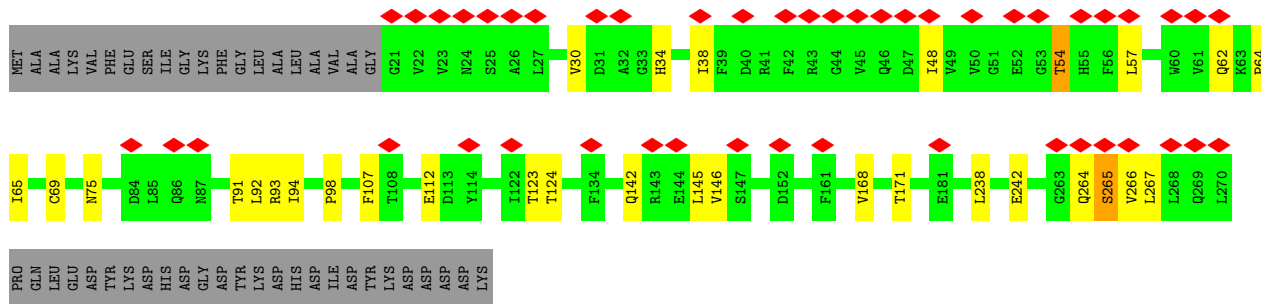 MET ALA ALA LYS VAL PHE GLU SER ILE GLY LYS PHE GLY LEU ALA LEU ALA VAL ALA GLY G21 V22 V23 N24 S25 A26 L27 V30 D31 A32 G33 H34 I38 F39 D40 R41 F42 R43 G44 V45 Q46 D47 I48 V49 V50 G51 E52 G53 T54 H55 F56 L57 W60 V61 Q62 K63 P64
I65 C69 N75 D84 L85 Q86 N87 T91 L92 R93 I94 P98 F107 T108 E112 D113 Y114 I122 T123 T124 F134 Q142 R143 E144 L145 V146 S147 D152 F161 V168 T171 E181 L238 E242 G263 Q264 S265 V266 L267 L268 Q269 L270
PRO GLN LEU GLU ASP TYR LYS ASP HIS ASP GLY ASP TYR LYS ASP HIS ASP ILE ASP TYR LYS ASP ASP ASP ASP LYS